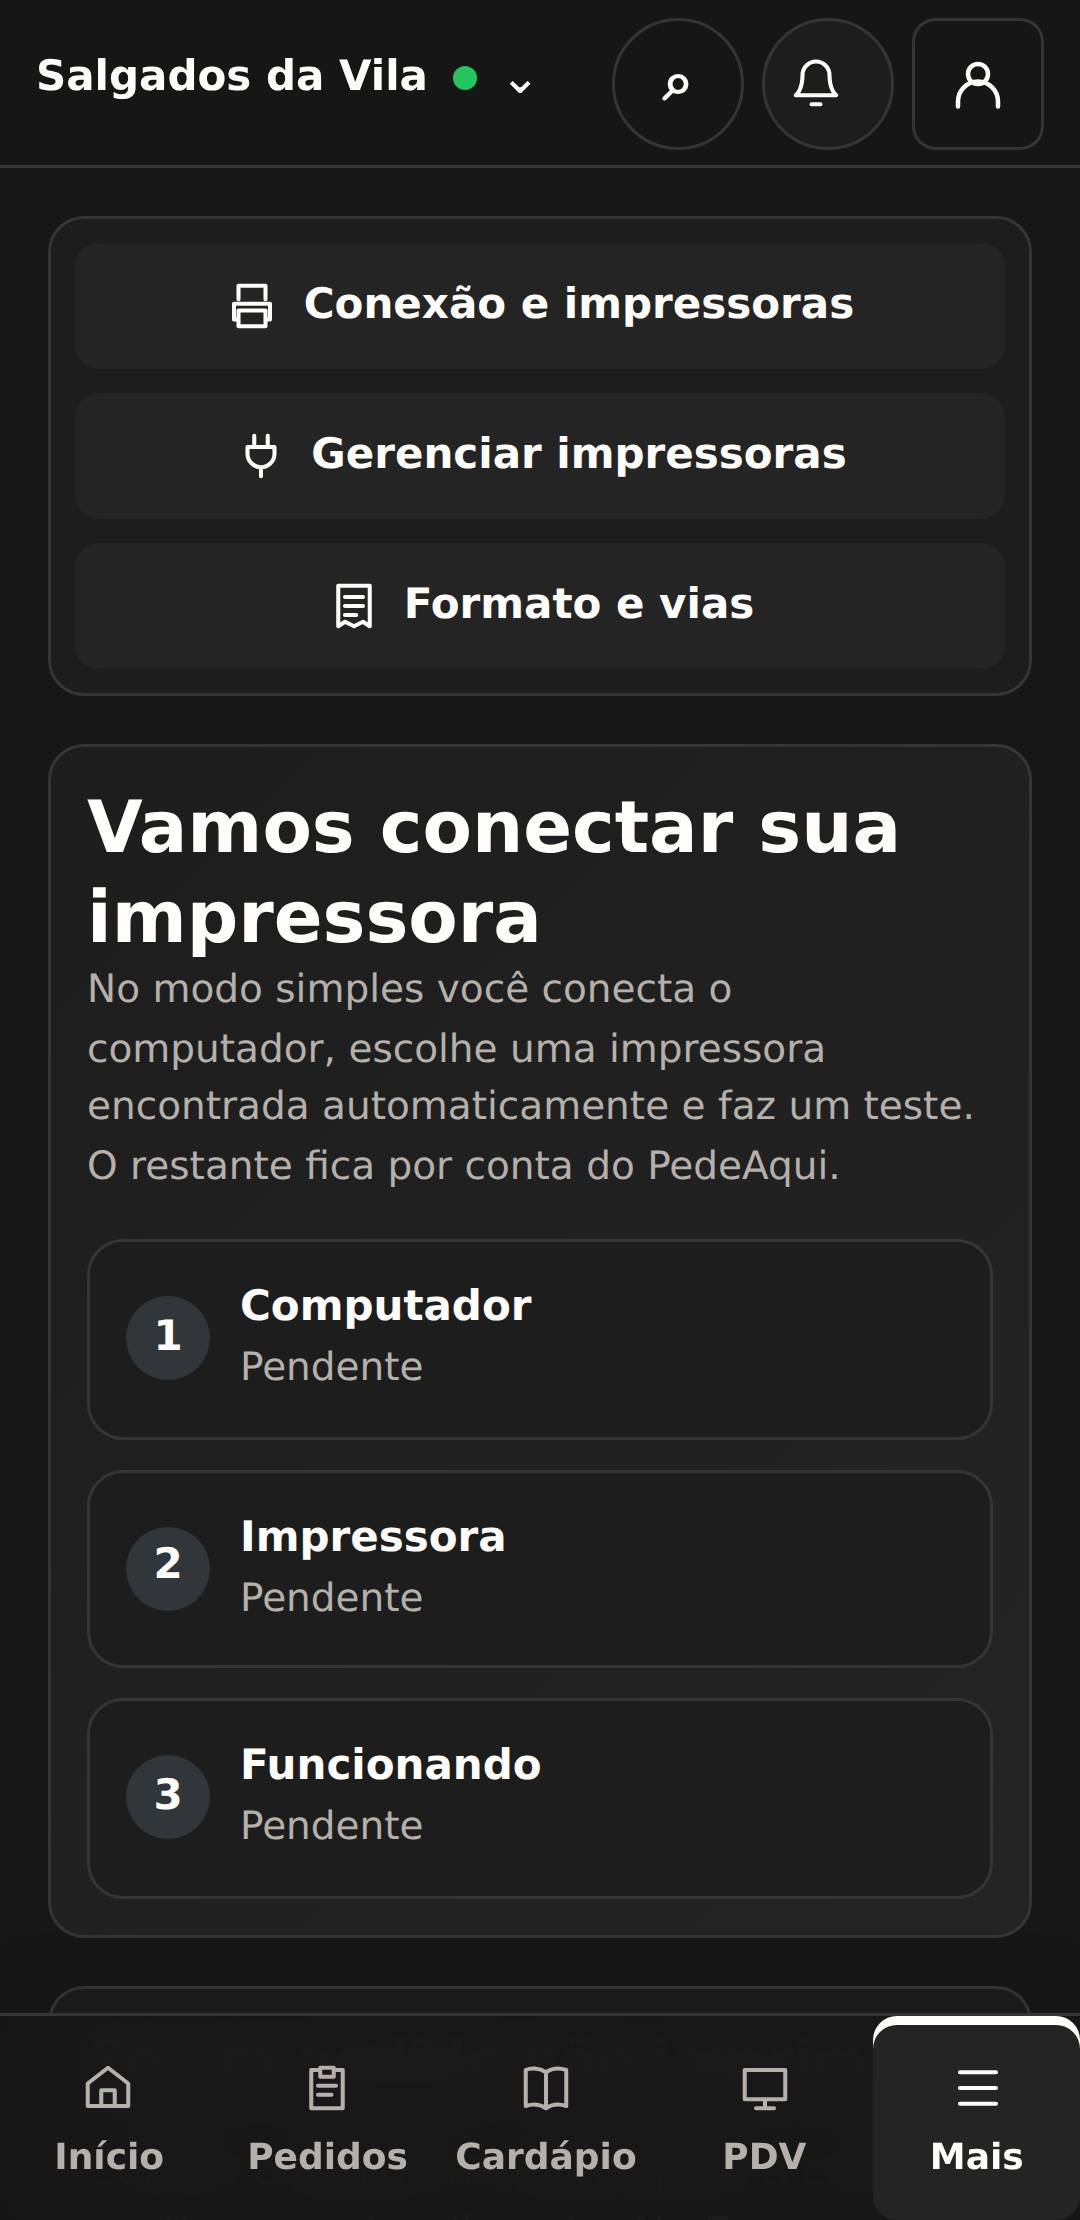 Salgados da Vila
Conexão e impressoras
Gerenciar impressoras
Formato e vias
Vamos conectar sua
impressora
No modo simples você conecta o
computador, escolhe uma impressora
encontrada automaticamente e faz um teste.
O restante fica por conta do PedeAqui.
1
Computador
Pendente
2
Impressora
Pendente
3
Funcionando
Pendente
Início
Pedidos
Cardápio
PDV
Mais